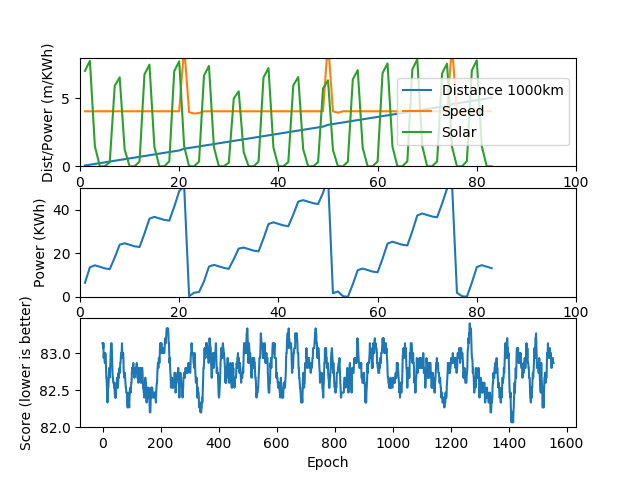 Dist/Power (m/KWh)
5
0
Distance 1000km
Speed
Solar
0 20 40 60 80 100
Power (KWh)
40
20
0
0 20 40 60 80 100
Score (lower is better)
83.0
82.5
82.0
0 200 400 600 800 1000 1200 1400 1600
Epoch